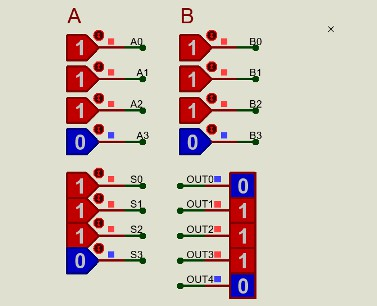 A B
1 A0 1 B0
1 A1 1 B1
1 A2 1 B2
0 A3 0 B3
1 S0 OUT0 0
1 S1 OUT1 1
1 S2 OUT2 1
0 S3 OUT3 1
OUT4 0